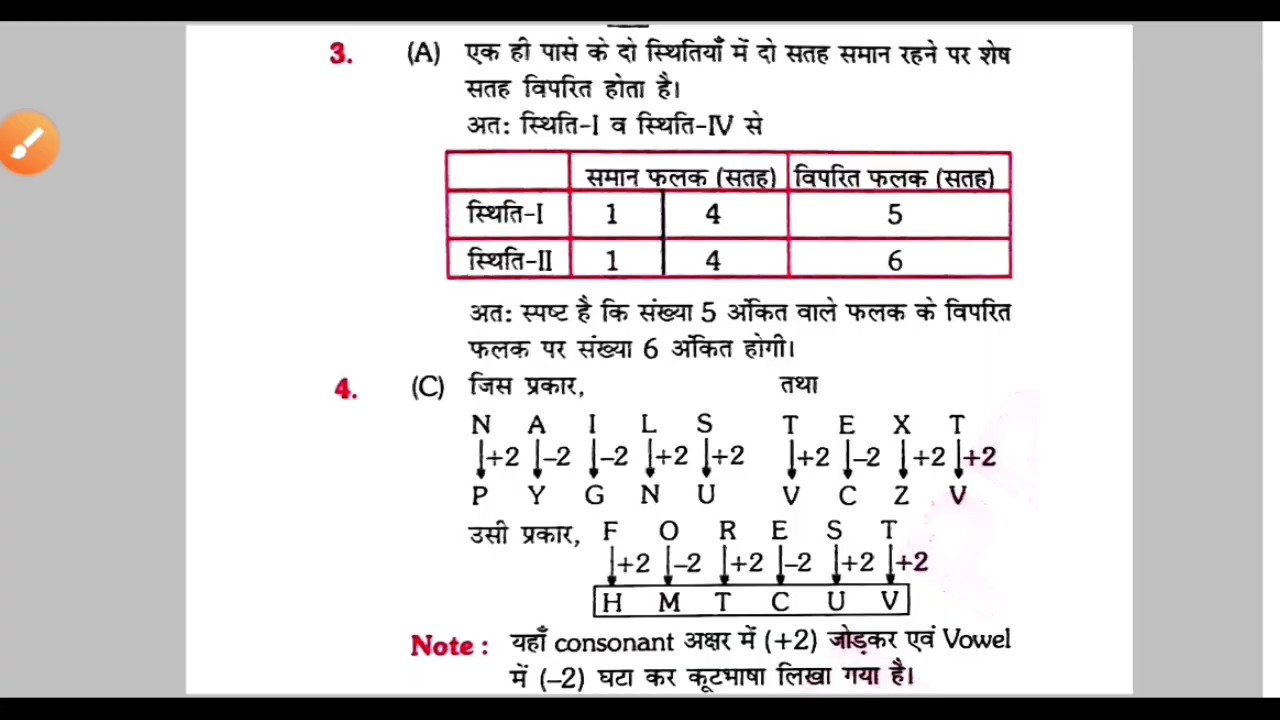 3. (A) एक ही पासे के दो स्थितियाँ में दो सतह समान रहने पर शेष
सतह विपरित होता है।
अत: स्थिति-I व स्थिति-IV से
समान फलक (सतह) विपरित फलक (सतह)
स्थिति-I 1 4 5
स्थिति-II 1 4 6
अत: स्पष्ट है कि संख्या 5 अंकित वाले फलक के विपरित
फलक पर संख्या 6 अंकित होगी।
4. (C) जिस प्रकार, तथा
N A I L S T E X T
+2 –2 –2 +2 +2 +2 –2 +2 +2
P Y G N U V C Z V
उसी प्रकार, F O R E S T
+2 –2 +2 –2 +2 +2
H M T C U V
Note : यहाँ consonant अक्षर में (+2) जोड़कर एवं Vowel
में (–2) घटा कर कूटभाषा लिखा गया है।